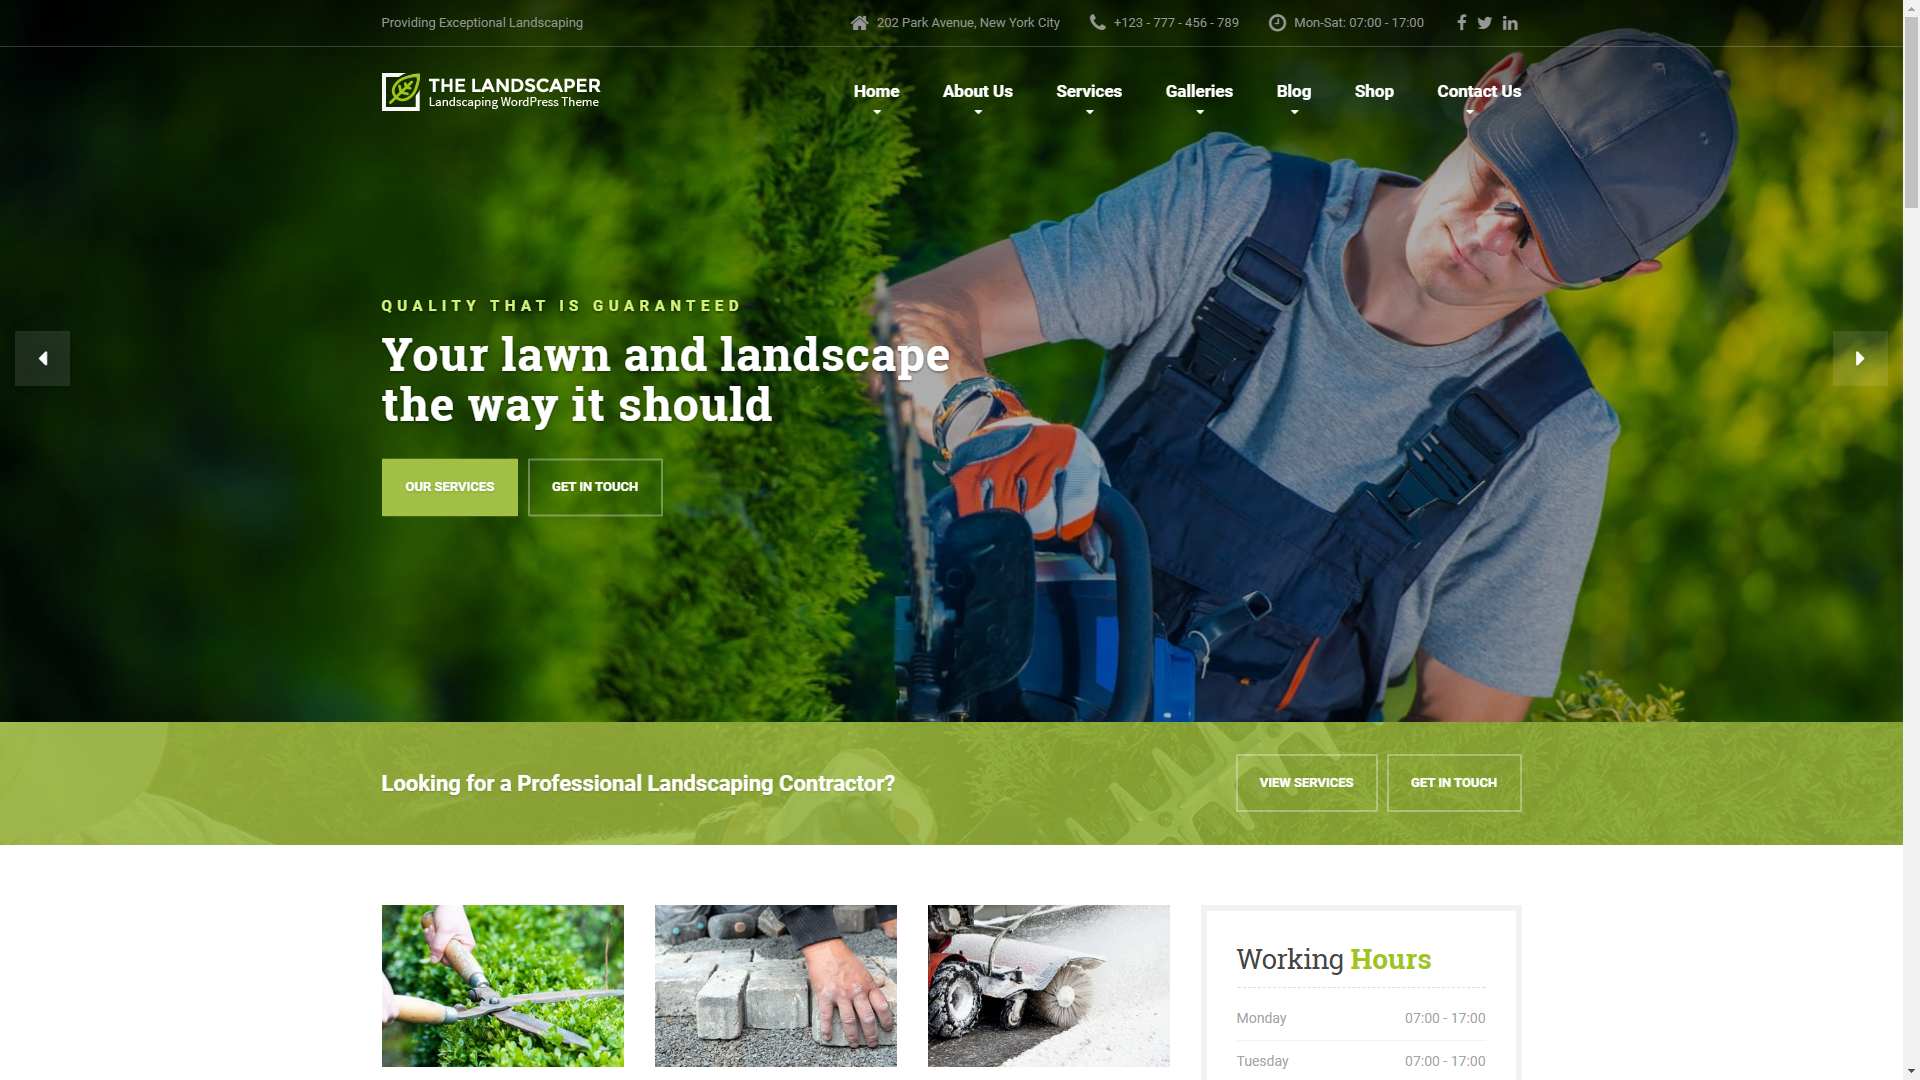 Providing Exceptional Landscaping
202 Park Avenue, New York City
+123 - 777 - 456 - 789
Mon-Sat: 07:00 - 17:00
THE LANDSCAPER
Landscaping WordPress Theme
Home
About Us
Services
Galleries
Blog
Shop
Contact Us
QUALITY THAT IS GUARANTEED
Your lawn and landscape
the way it should
OUR SERVICES
GET IN TOUCH
Looking for a Professional Landscaping Contractor?
VIEW SERVICES
GET IN TOUCH
Working Hours
Monday 07:00 - 17:00
Tuesday 07:00 - 17:00